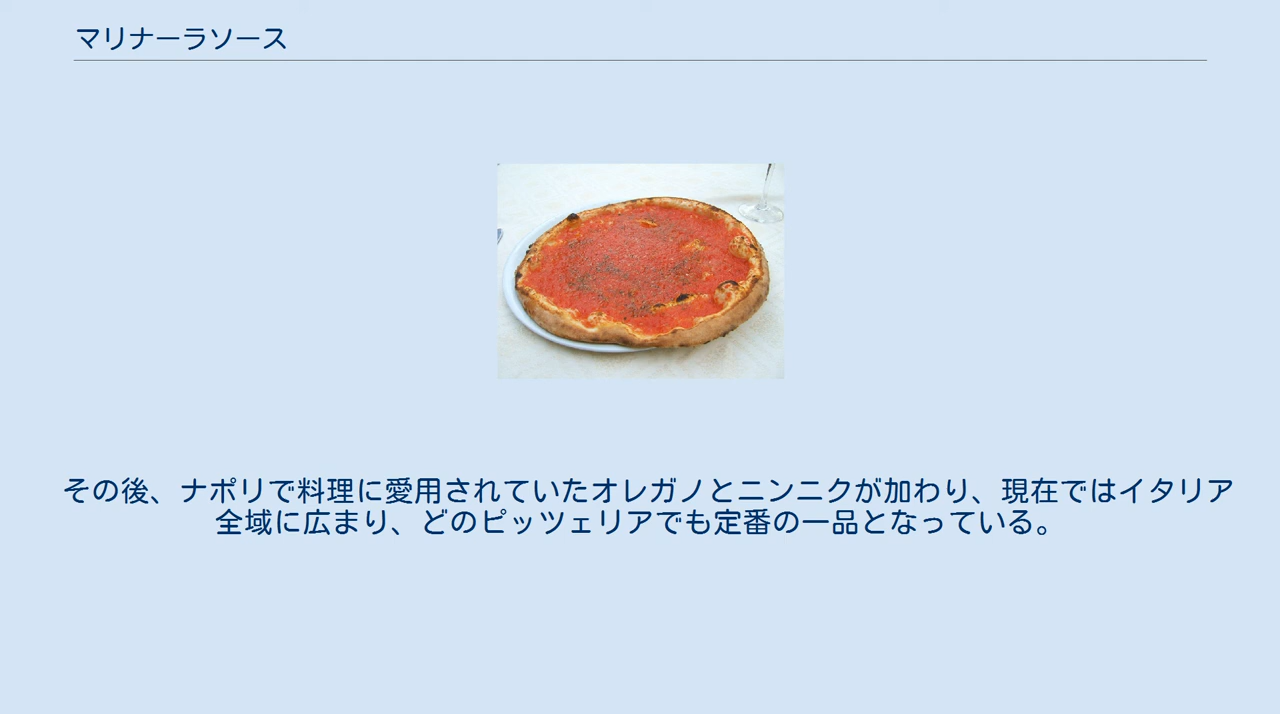 マリナーラソース
その後、ナポリで料理に愛用されていたオレガノとニンニクが加わり、現在ではイタリア
全域に広まり、どのピッツェリアでも定番の一品となっている。